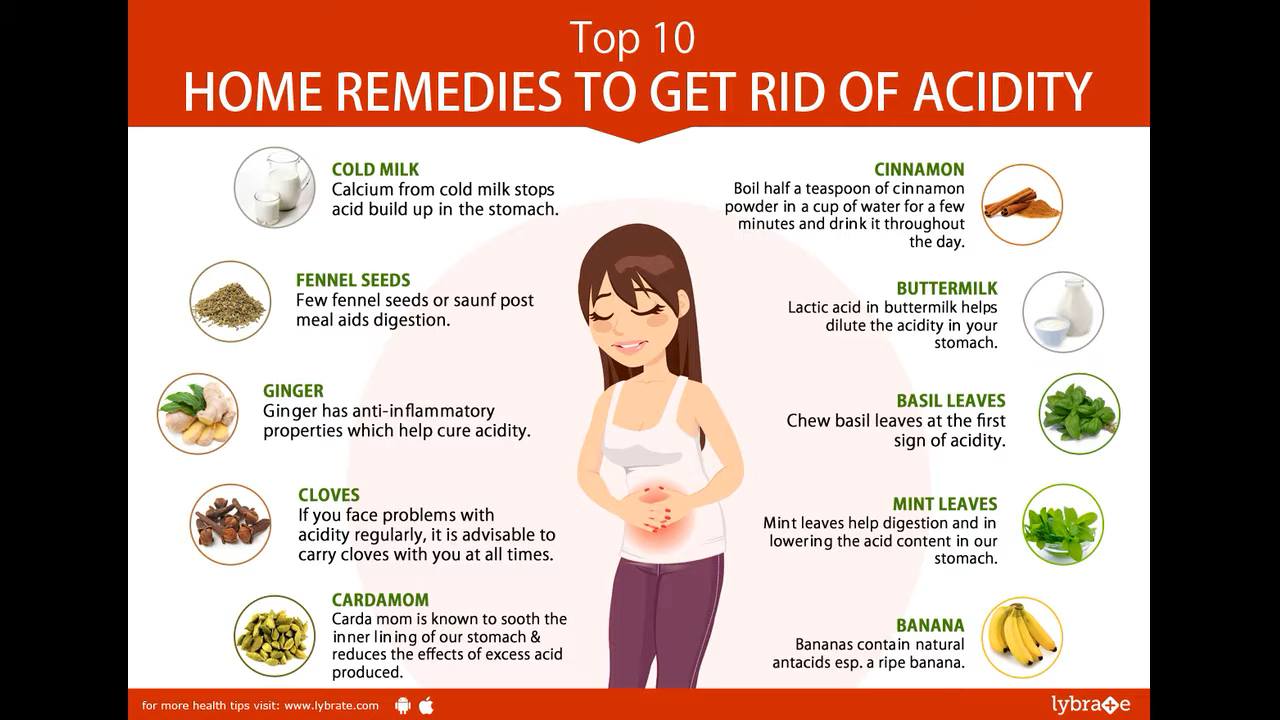 Top 10
HOME REMEDIES TO GET RID OF ACIDITY
COLD MILK
Calcium from cold milk stops
acid build up in the stomach.
FENNEL SEEDS
Few fennel seeds or saunf post
meal aids digestion.
GINGER
Ginger has anti-inflammatory
properties which help cure acidity.
CLOVES
If you face problems with
acidity regularly, it is advisable to
carry cloves with you at all times.
CARDAMOM
Carda mom is known to sooth the
inner lining of our stomach &
reduces the effects of excess acid
produced.
CINNAMON
Boil half a teaspoon of cinnamon
powder in a cup of water for a few
minutes and drink it throughout
the day.
BUTTERMILK
Lactic acid in buttermilk helps
dilute the acidity in your
stomach.
BASIL LEAVES
Chew basil leaves at the first
sign of acidity.
MINT LEAVES
Mint leaves help digestion and in
lowering the acid content in our
stomach.
BANANA
Bananas contain natural
antacids esp. a ripe banana.
for more health tips visit: www.lybrate.com
lybrate